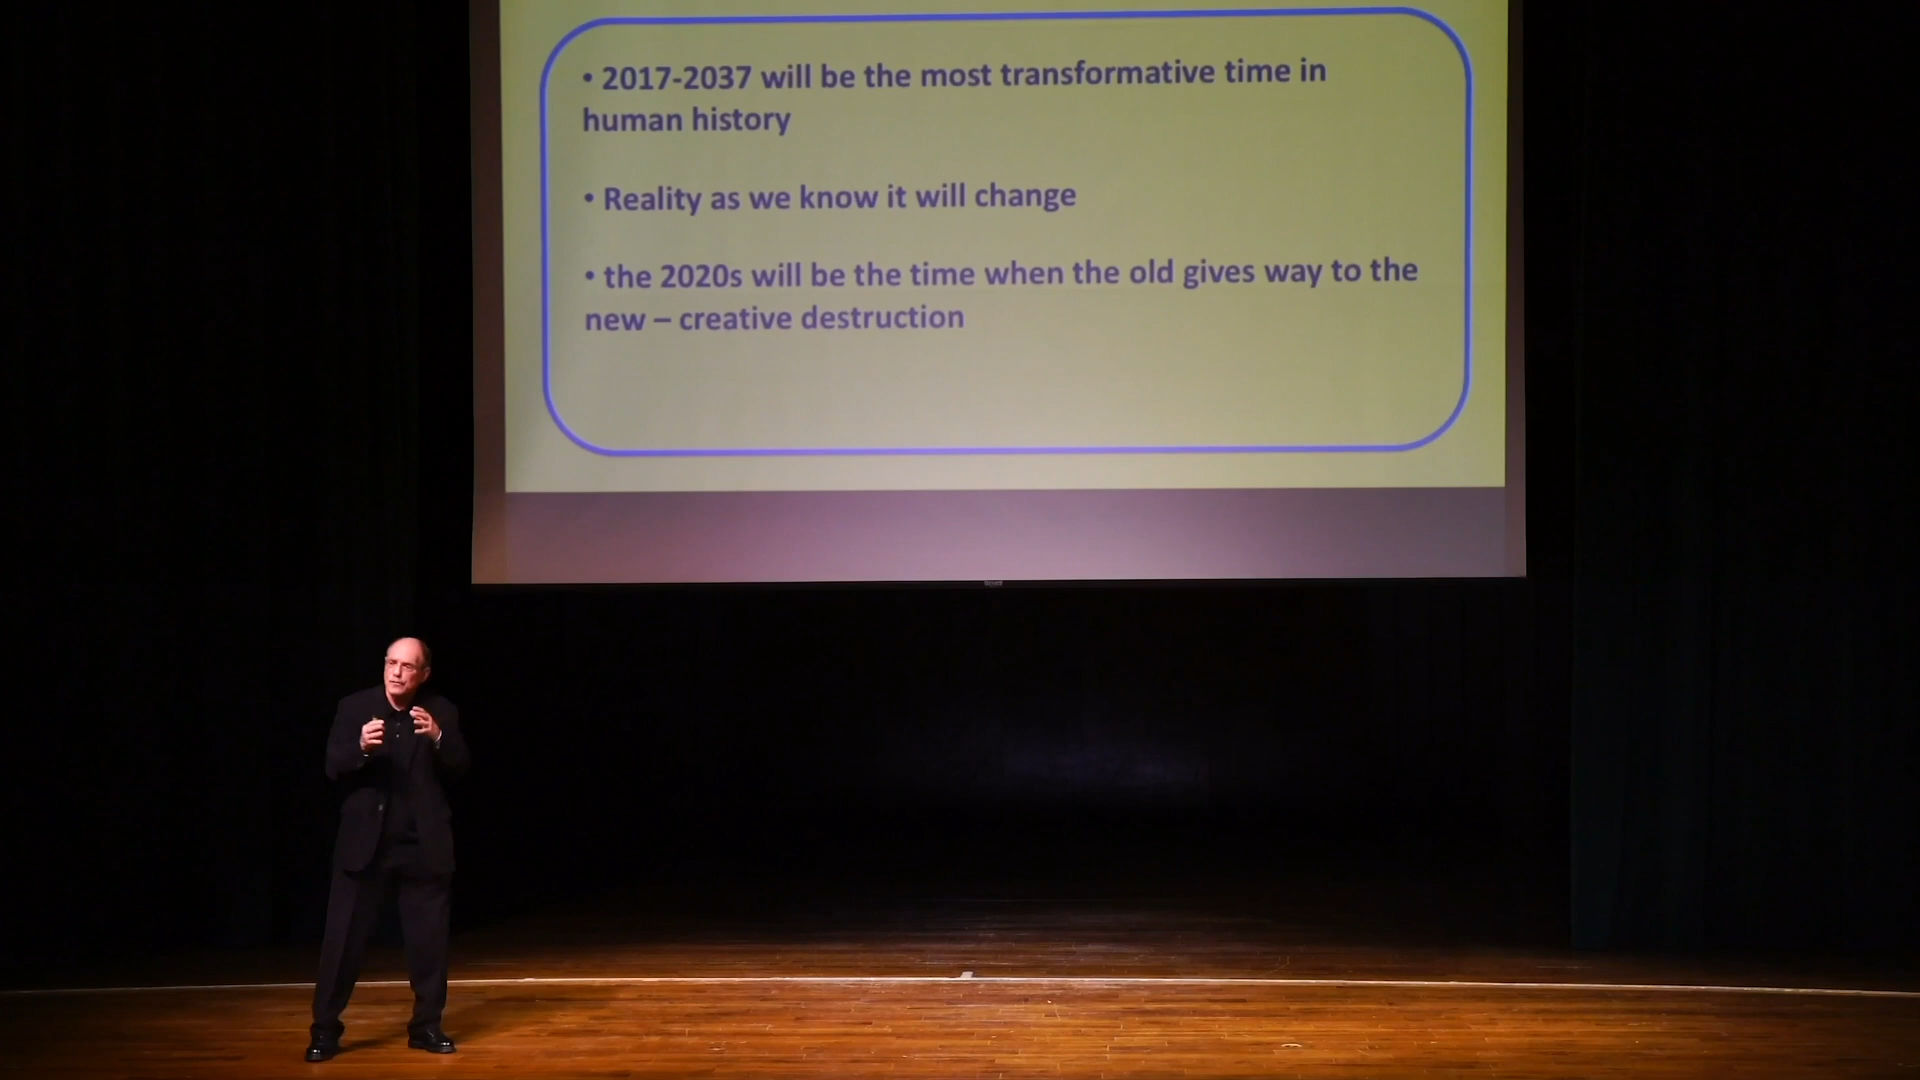 • 2017-2037 will be the most transformative time in
human history
• Reality as we know it will change
• the 2020s will be the time when the old gives way to the
new – creative destruction